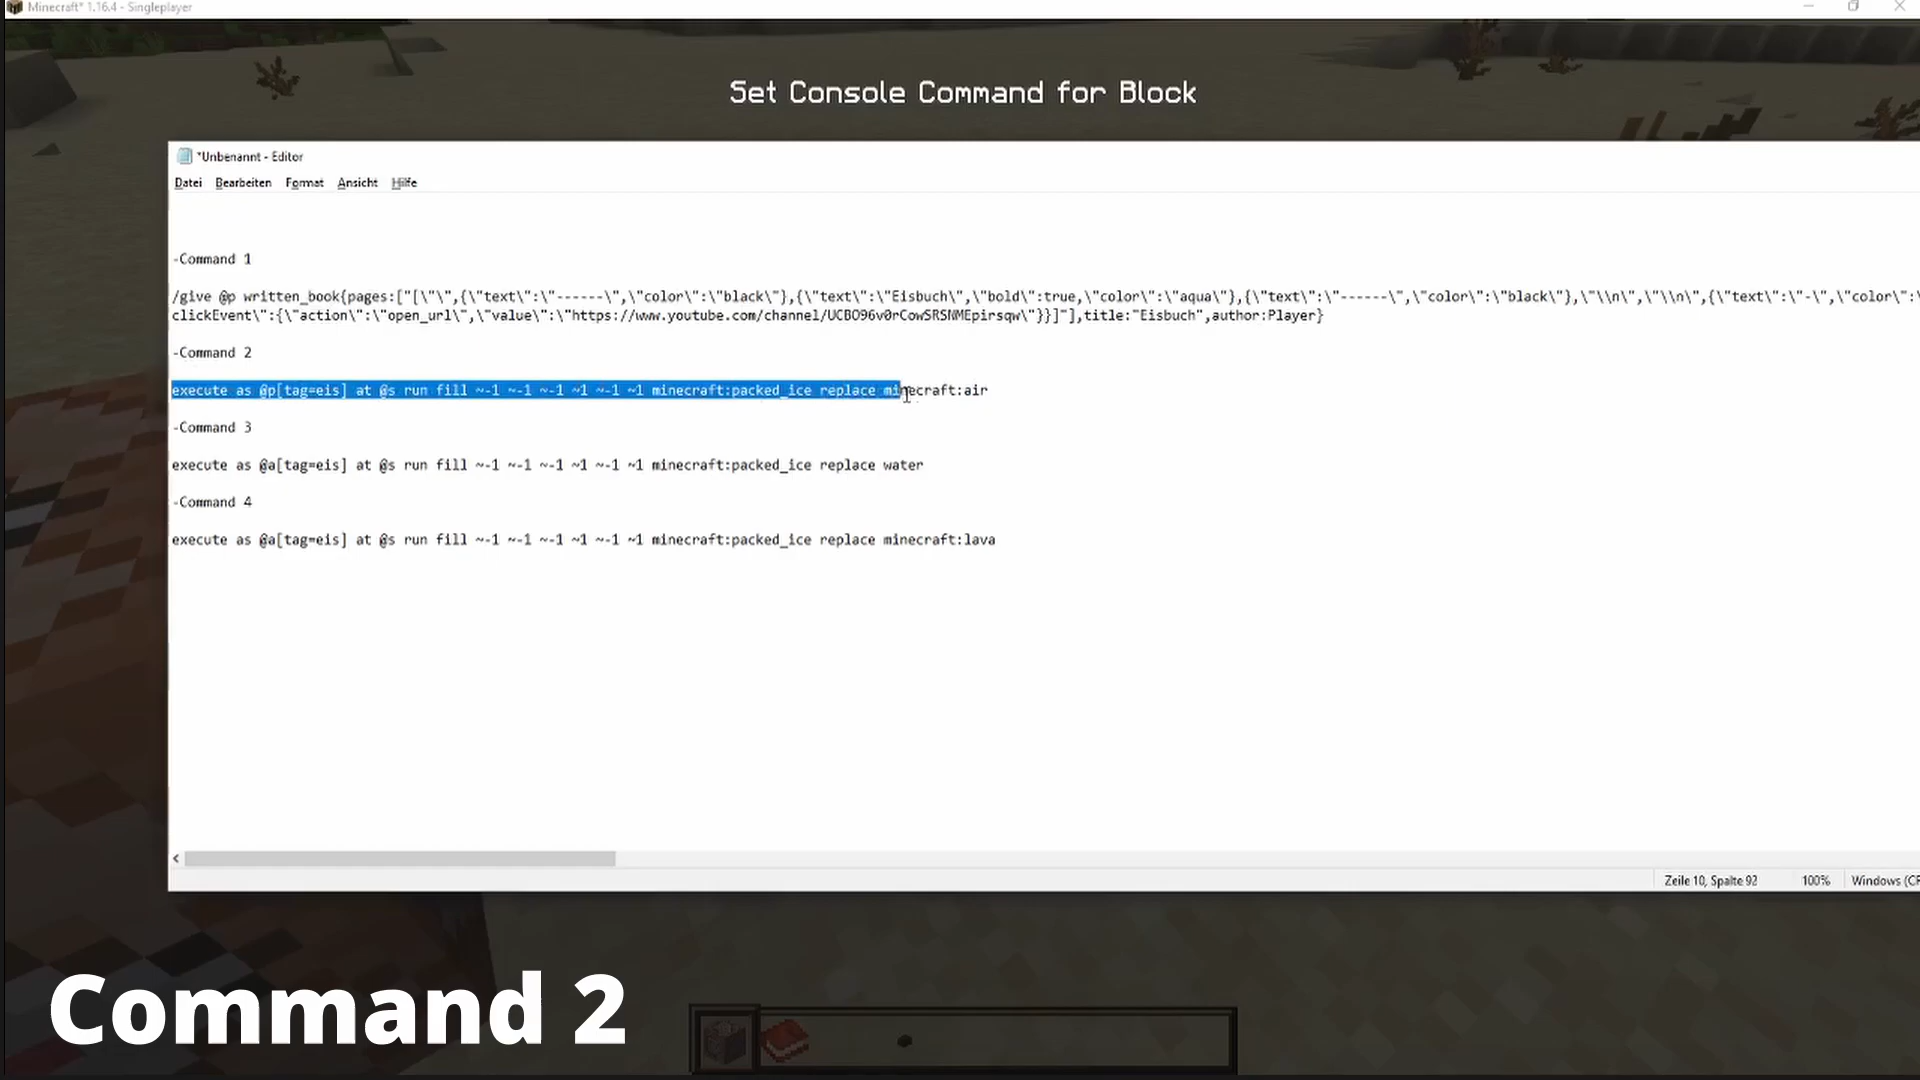 Minecraft* 1.16.4 - Singleplayer
Set Console Command for Block
*Unbenannt - Editor
Datei Bearbeiten Format Ansicht Hilfe
-Command 1
/give @p written_book{pages:["[\"\",{\"text\":\"------\",\"color\":\"black\"},{\"text\":\"Eisbuch\",\"bold\":true,\"color\":\"aqua\"},{\"text\":\"------\",\"color\":\"black\"},\"\\n\",\"\\n\",{\"text\":\"-\",\"color\":\"
clickEvent\":{\"action\":\"open_url\",\"value\":\"https://www.youtube.com/channel/UCBO96v0rCowSRSNMEpirsqw\"}}]"],title:"Eisbuch",author:Player}
-Command 2
execute as @p[tag=eis] at @s run fill ~-1 ~-1 ~-1 ~1 ~-1 ~1 minecraft:packed_ice replace minecraft:air
-Command 3
execute as @a[tag=eis] at @s run fill ~-1 ~-1 ~-1 ~1 ~-1 ~1 minecraft:packed_ice replace water
-Command 4
execute as @a[tag=eis] at @s run fill ~-1 ~-1 ~-1 ~1 ~-1 ~1 minecraft:packed_ice replace minecraft:lava
Zeile 10, Spalte 92 100% Windows (CF
Command 2